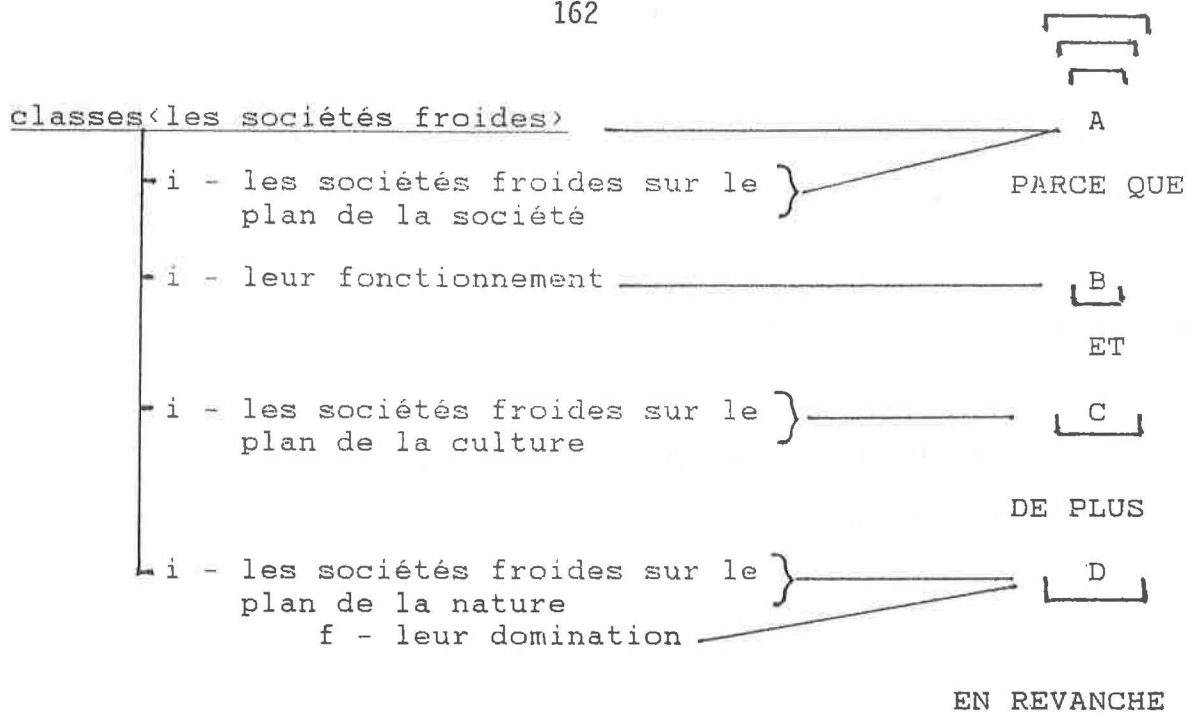 162
classes<les sociétés froides> A
i - les sociétés froides sur le
plan de la société
PARCE QUE
i - leur fonctionnement B
ET
i - les sociétés froides sur le
plan de la culture
C
DE PLUS
i - les sociétés froides sur le
plan de la nature
D
f - leur domination
EN REVANCHE